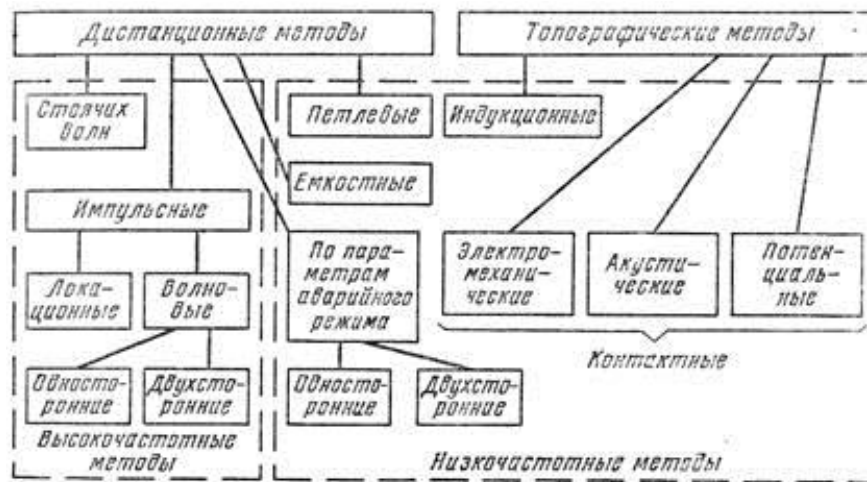 Дистанционные методы
Топографические методы
Стоячих
волн
Петлевые
Индукционные
Емкостные
Импульсные
По пара-
метрам
аварийного
режима
Электро-
механи-
ческие
Акусти-
ческие
Потен-
циаль-
ные
Лока-
ционные
Волно-
вые
Контактные
Односто-
ронние
Двухсто-
ронние
Односто-
ронние
Двухсто-
ронние
Высокочастотные
методы
Низкочастотные методы